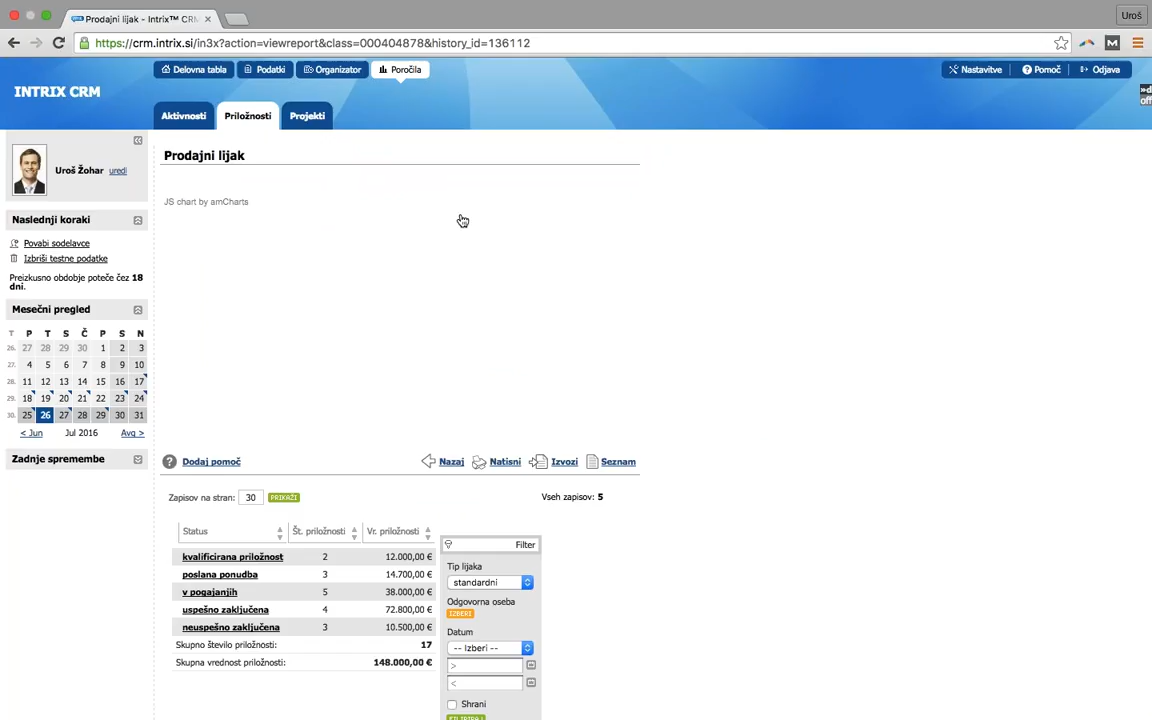 Prodajni lijak - Intrix™ CRM
Uroš
https://crm.intrix.si/in3x?action=viewreport&class=000404878&history_id=136112
INTRIX CRM
Delovna tabla
Podatki
Organizator
Poročila
Nastavitve
Pomoč
Odjava
Aktivnosti
Priložnosti
Projekti
»d
off
Uroš Žohar uredi
Naslednji koraki
Povabi sodelavce
Izbriši testne podatke
Preizkusno obdobje poteče čez 18
dni.
Mesečni pregled
T P T S Č P S N
26. 27 28 29 30 1 2 3
27. 4 5 6 7 8 9 10
28. 11 12 13 14 15 16 17
29. 18 19 20 21 22 23 24
30. 25 26 27 28 29 30 31
< Jun Jul 2016 Avg >
Zadnje spremembe
Prodajni lijak
JS chart by amCharts
Dodaj pomoč
Nazaj
Natisni
Izvozi
Seznam
Zapisov na stran: 30 PRIKAŽI
Vseh zapisov: 5
Status Št. priložnosti Vr. priložnosti
kvalificirana priložnost 2 12.000,00 €
poslana ponudba 3 14.700,00 €
v pogajanjih 5 38.000,00 €
uspešno zaključena 4 72.800,00 €
neuspešno zaključena 3 10.500,00 €
Skupno število priložnosti: 17
Skupna vrednost priložnosti: 148.000,00 €
Filter
Tip lijaka
standardni
Odgovorna oseba
IZBERI
Datum
-- Izberi --
>
<
Shrani
FILTRIRAJ